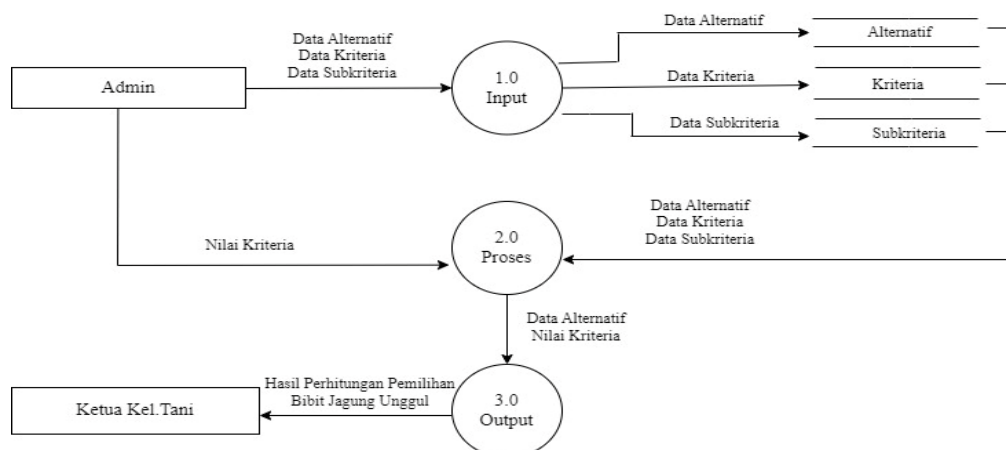 Data Alternatif
Data Kriteria
Data Subkriteria
Admin
1.0
Input
Data Alternatif
Alternatif
Data Kriteria
Kriteria
Data Subkriteria
Subkriteria
Nilai Kriteria
2.0
Proses
Data Alternatif
Data Kriteria
Data Subkriteria
Data Alternatif
Nilai Kriteria
Ketua Kel.Tani
Hasil Perhitungan Pemilihan
Bibit Jagung Unggul
3.0
Output